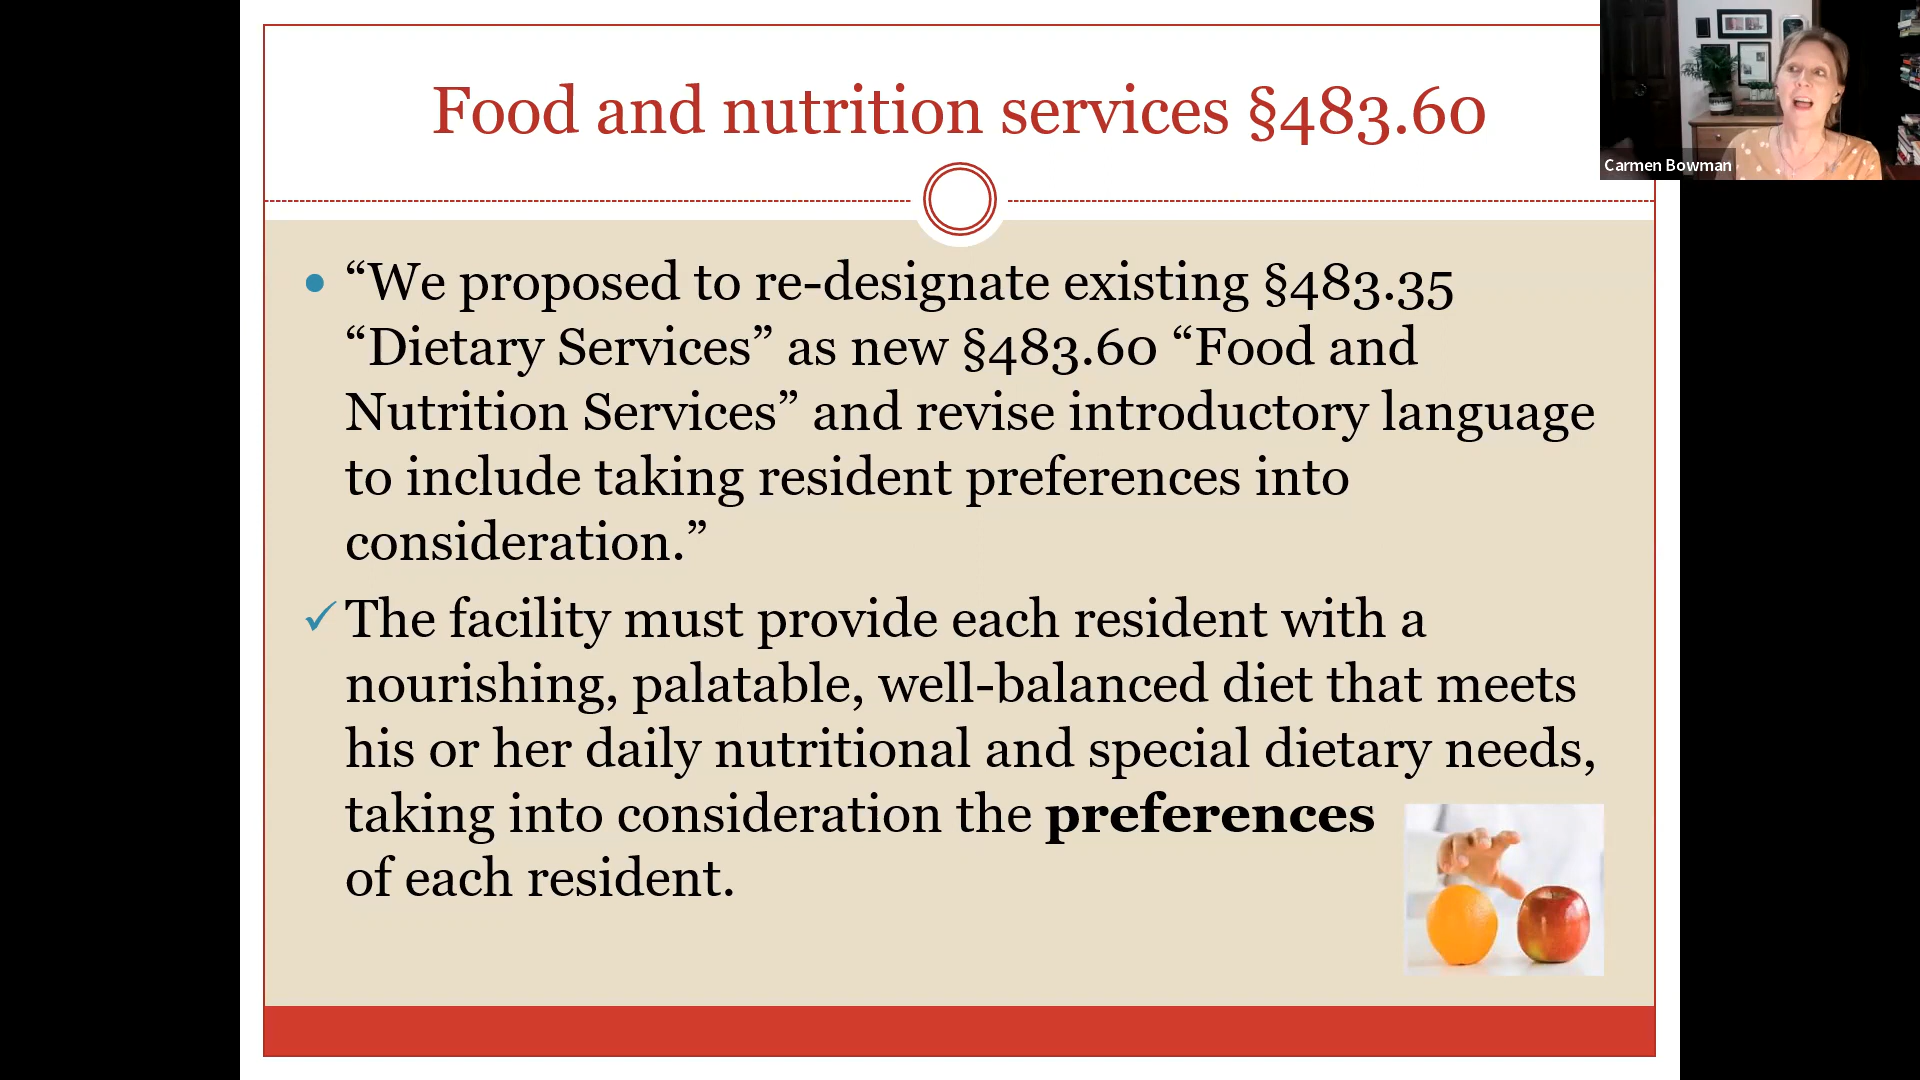 Food and nutrition services §483.60
Carmen Bowman
• “We proposed to re-designate existing §483.35
“Dietary Services” as new §483.60 “Food and
Nutrition Services” and revise introductory language
to include taking resident preferences into
consideration.”
✓ The facility must provide each resident with a
nourishing, palatable, well-balanced diet that meets
his or her daily nutritional and special dietary needs,
taking into consideration the preferences
of each resident.